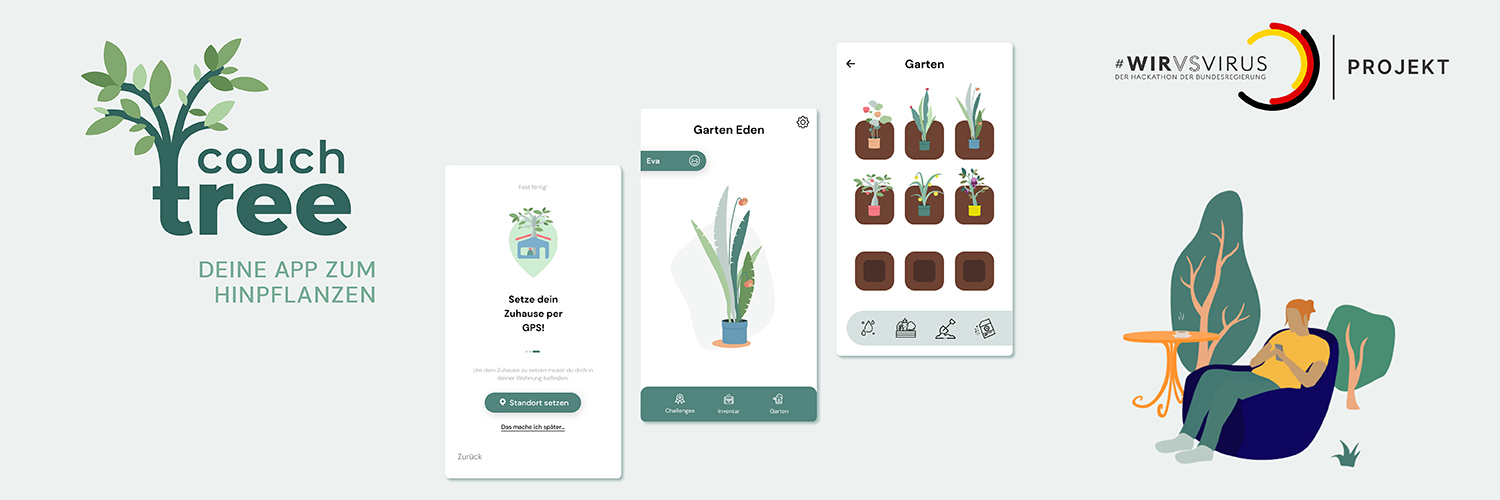 couch
tree
DEINE APP ZUM
HINPFLANZEN
Fast fertig!
Setze dein
Zuhause per
GPS!
Um dein Zuhause zu setzen musst du dich in
deiner Wohnung befinden.
Standort setzen
Das mache ich später...
Zurück
Garten Eden
Eva
Challenges
Inventar
Garten
Garten
#WIRVSVIRUS
DER HACKATHON DER BUNDESREGIERUNG
PROJEKT